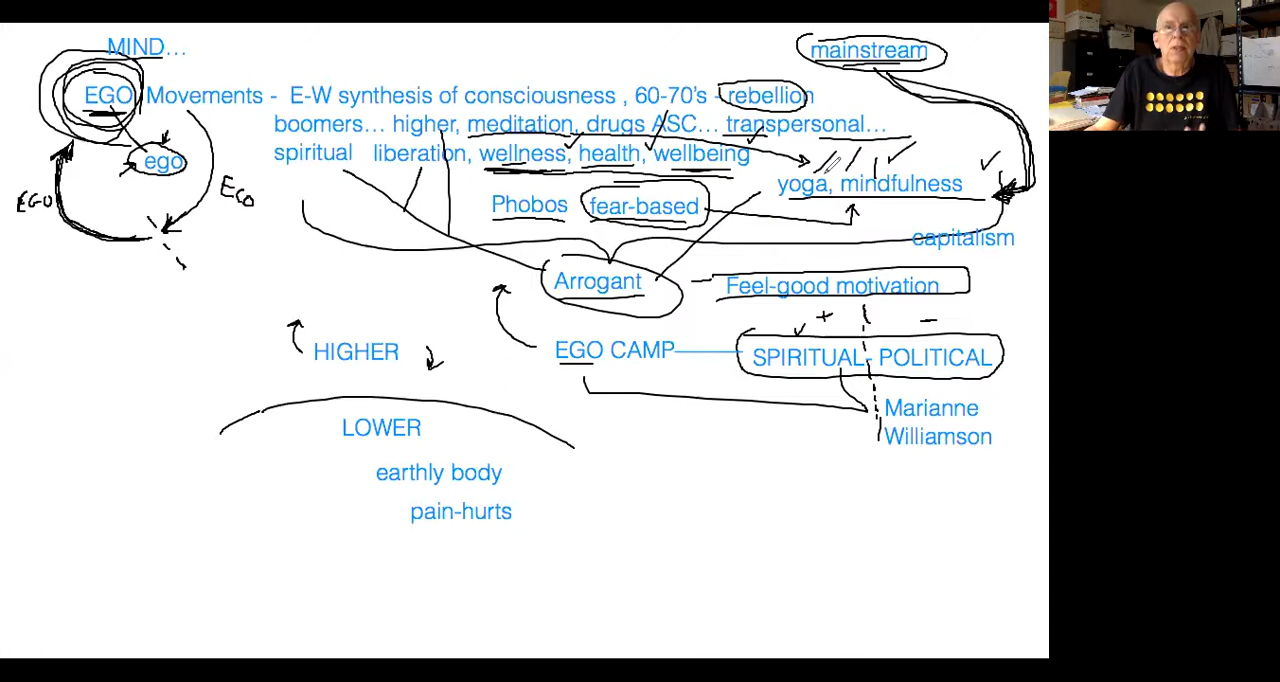 MIND...
mainstream
EGO Movements - E-W synthesis of consciousness , 60-70's - rebellion
boomers... higher, meditation, drugs ASC... transpersonal...
ego
spiritual liberation, wellness, health, wellbeing
yoga, mindfulness
EGO
EGO
Phobos fear-based
capitalism
Arrogant
Feel-good motivation
+ -
HIGHER
EGO CAMP
SPIRITUAL - POLITICAL
Marianne
Williamson
LOWER
earthly body
pain-hurts